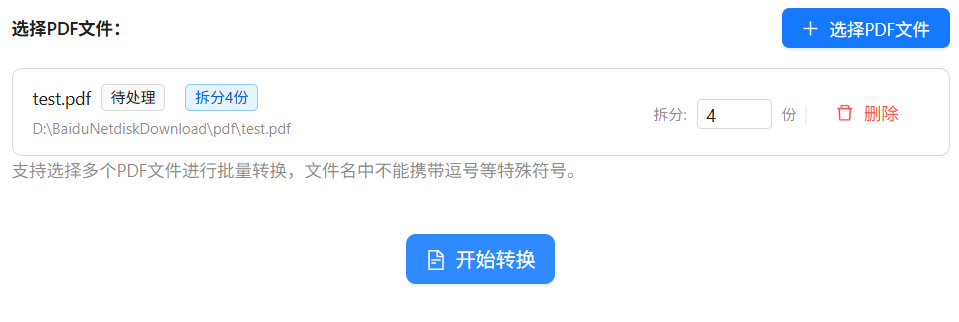 选择PDF文件：
选择PDF文件
test.pdf 待处理 拆分4份
D:\BaiduNetdiskDownload\pdf\test.pdf
拆分: 4 份 删除
支持选择多个PDF文件进行批量转换，文件名中不能携带逗号等特殊符号。
开始转换